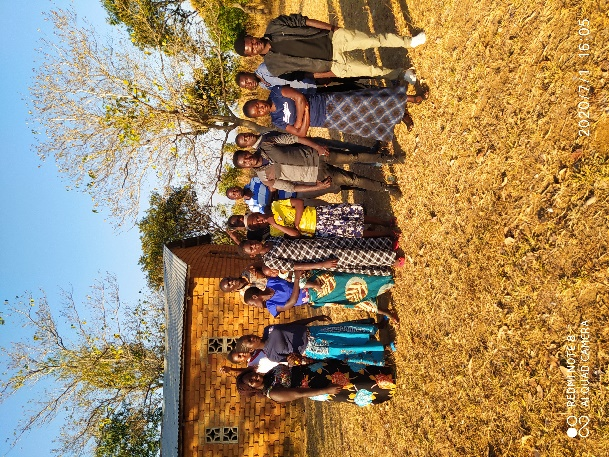 2020/7/1 16:05
REDMI NOTE 8
AI QUAD CAMERA